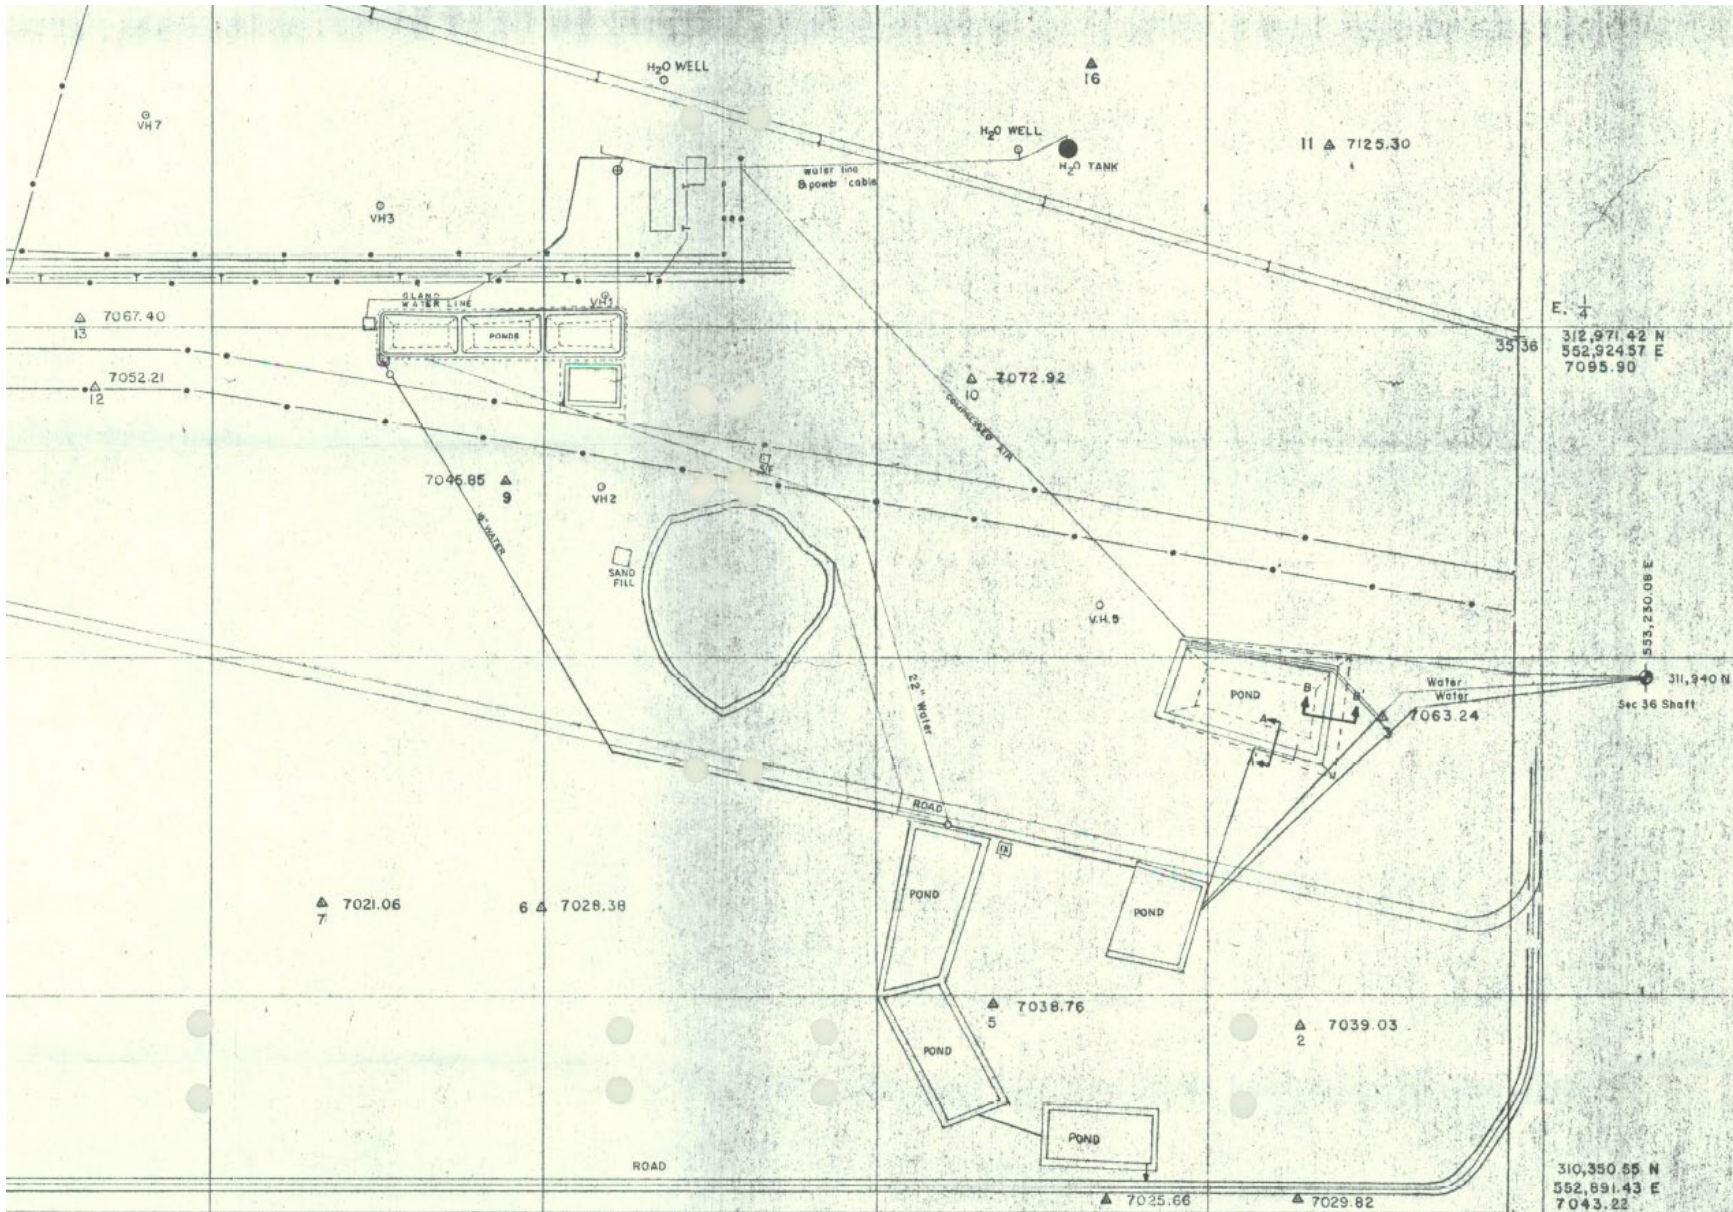 H₂O WELL
16
VH7
H₂O WELL
11 7125.30
H₂O TANK
water line
& power cable
VH3
T T
T T T T T T T T
GLAND
WATER LINE
VH1
E. 1/4
312,971.42 N
552,924.57 E
7095.90
35 36
7067.40
13
PONDS
7052.21
12
7072.92
10
COMPRESSED AIR
S/F
7045.85
9
VH2
18" WATER
SAND
FILL
V.H.5
553,230.08 E
22" Water
POND
B B'
A
Water
Water
311,940 N
Sec 36 Shaft
7063.24
ROAD
IX
POND
POND
7021.06
7
6 7028.38
7038.76
5
7039.03
2
POND
POND
ROAD
310,350.55 N
552,891.43 E
7043.22
7025.66
7029.82